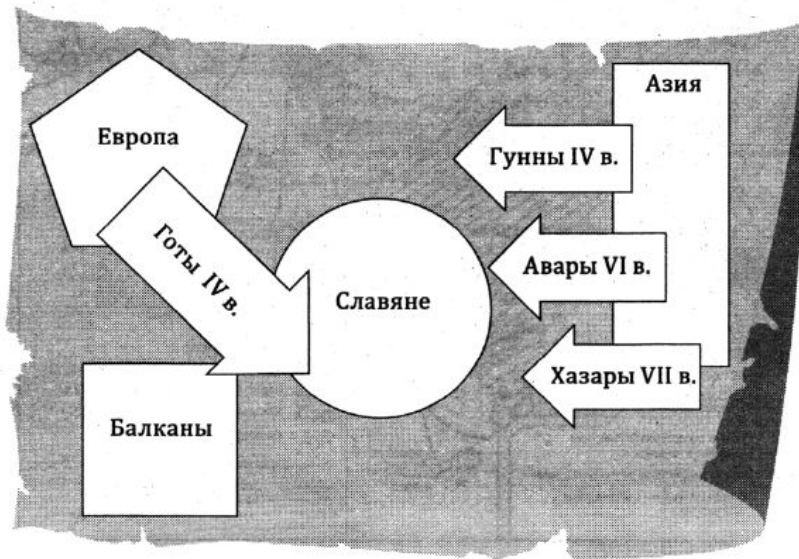 Азия
Европа
Гунны IV в.
Готы IV в.
Авары VI в.
Славяне
Хазары VII в.
Балканы